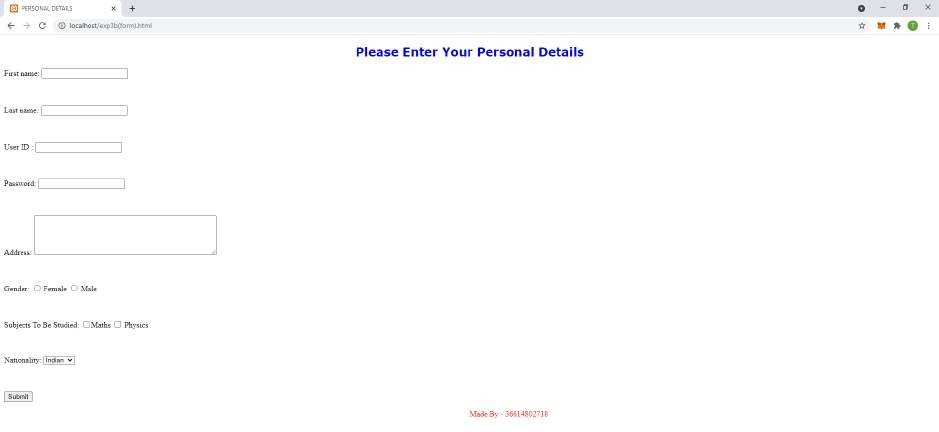 PERSONAL DETAILS
localhost/exp3b(form).html
T
Please Enter Your Personal Details
First name:
Last name:
User ID :
Password:
Address:
Gender: Female Male
Subjects To Be Studied: Maths Physics
Nationality: Indian
Submit
Made By - 36614802718